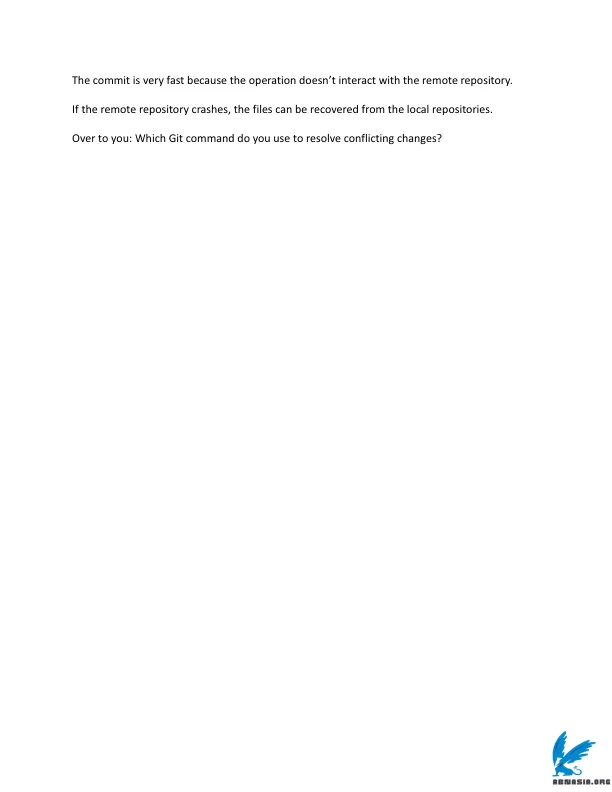 The commit is very fast because the operation doesn’t interact with the remote repository.
If the remote repository crashes, the files can be recovered from the local repositories.
Over to you: Which Git command do you use to resolve conflicting changes?
ABNASIA.ORG